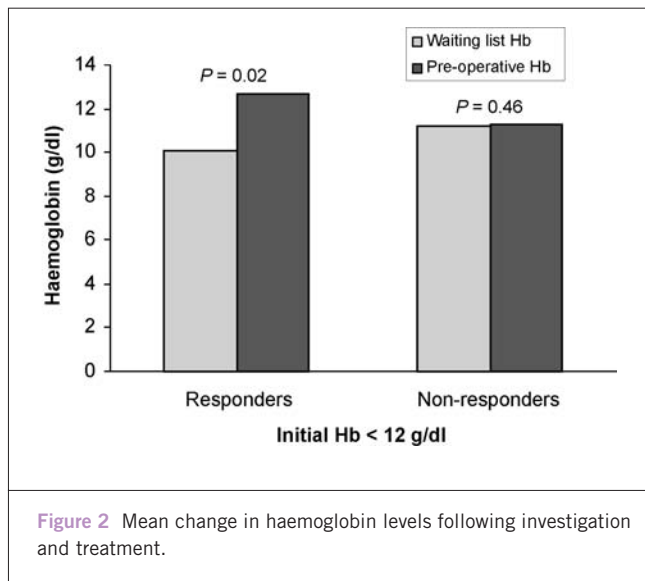 Waiting list Hb
Pre-operative Hb
14
12
10
8
6
4
2
0
Haemoglobin (g/dl)
P = 0.02
P = 0.46
Responders
Non-responders
Initial Hb < 12 g/dl
Figure 2 Mean change in haemoglobin levels following investigation
and treatment.